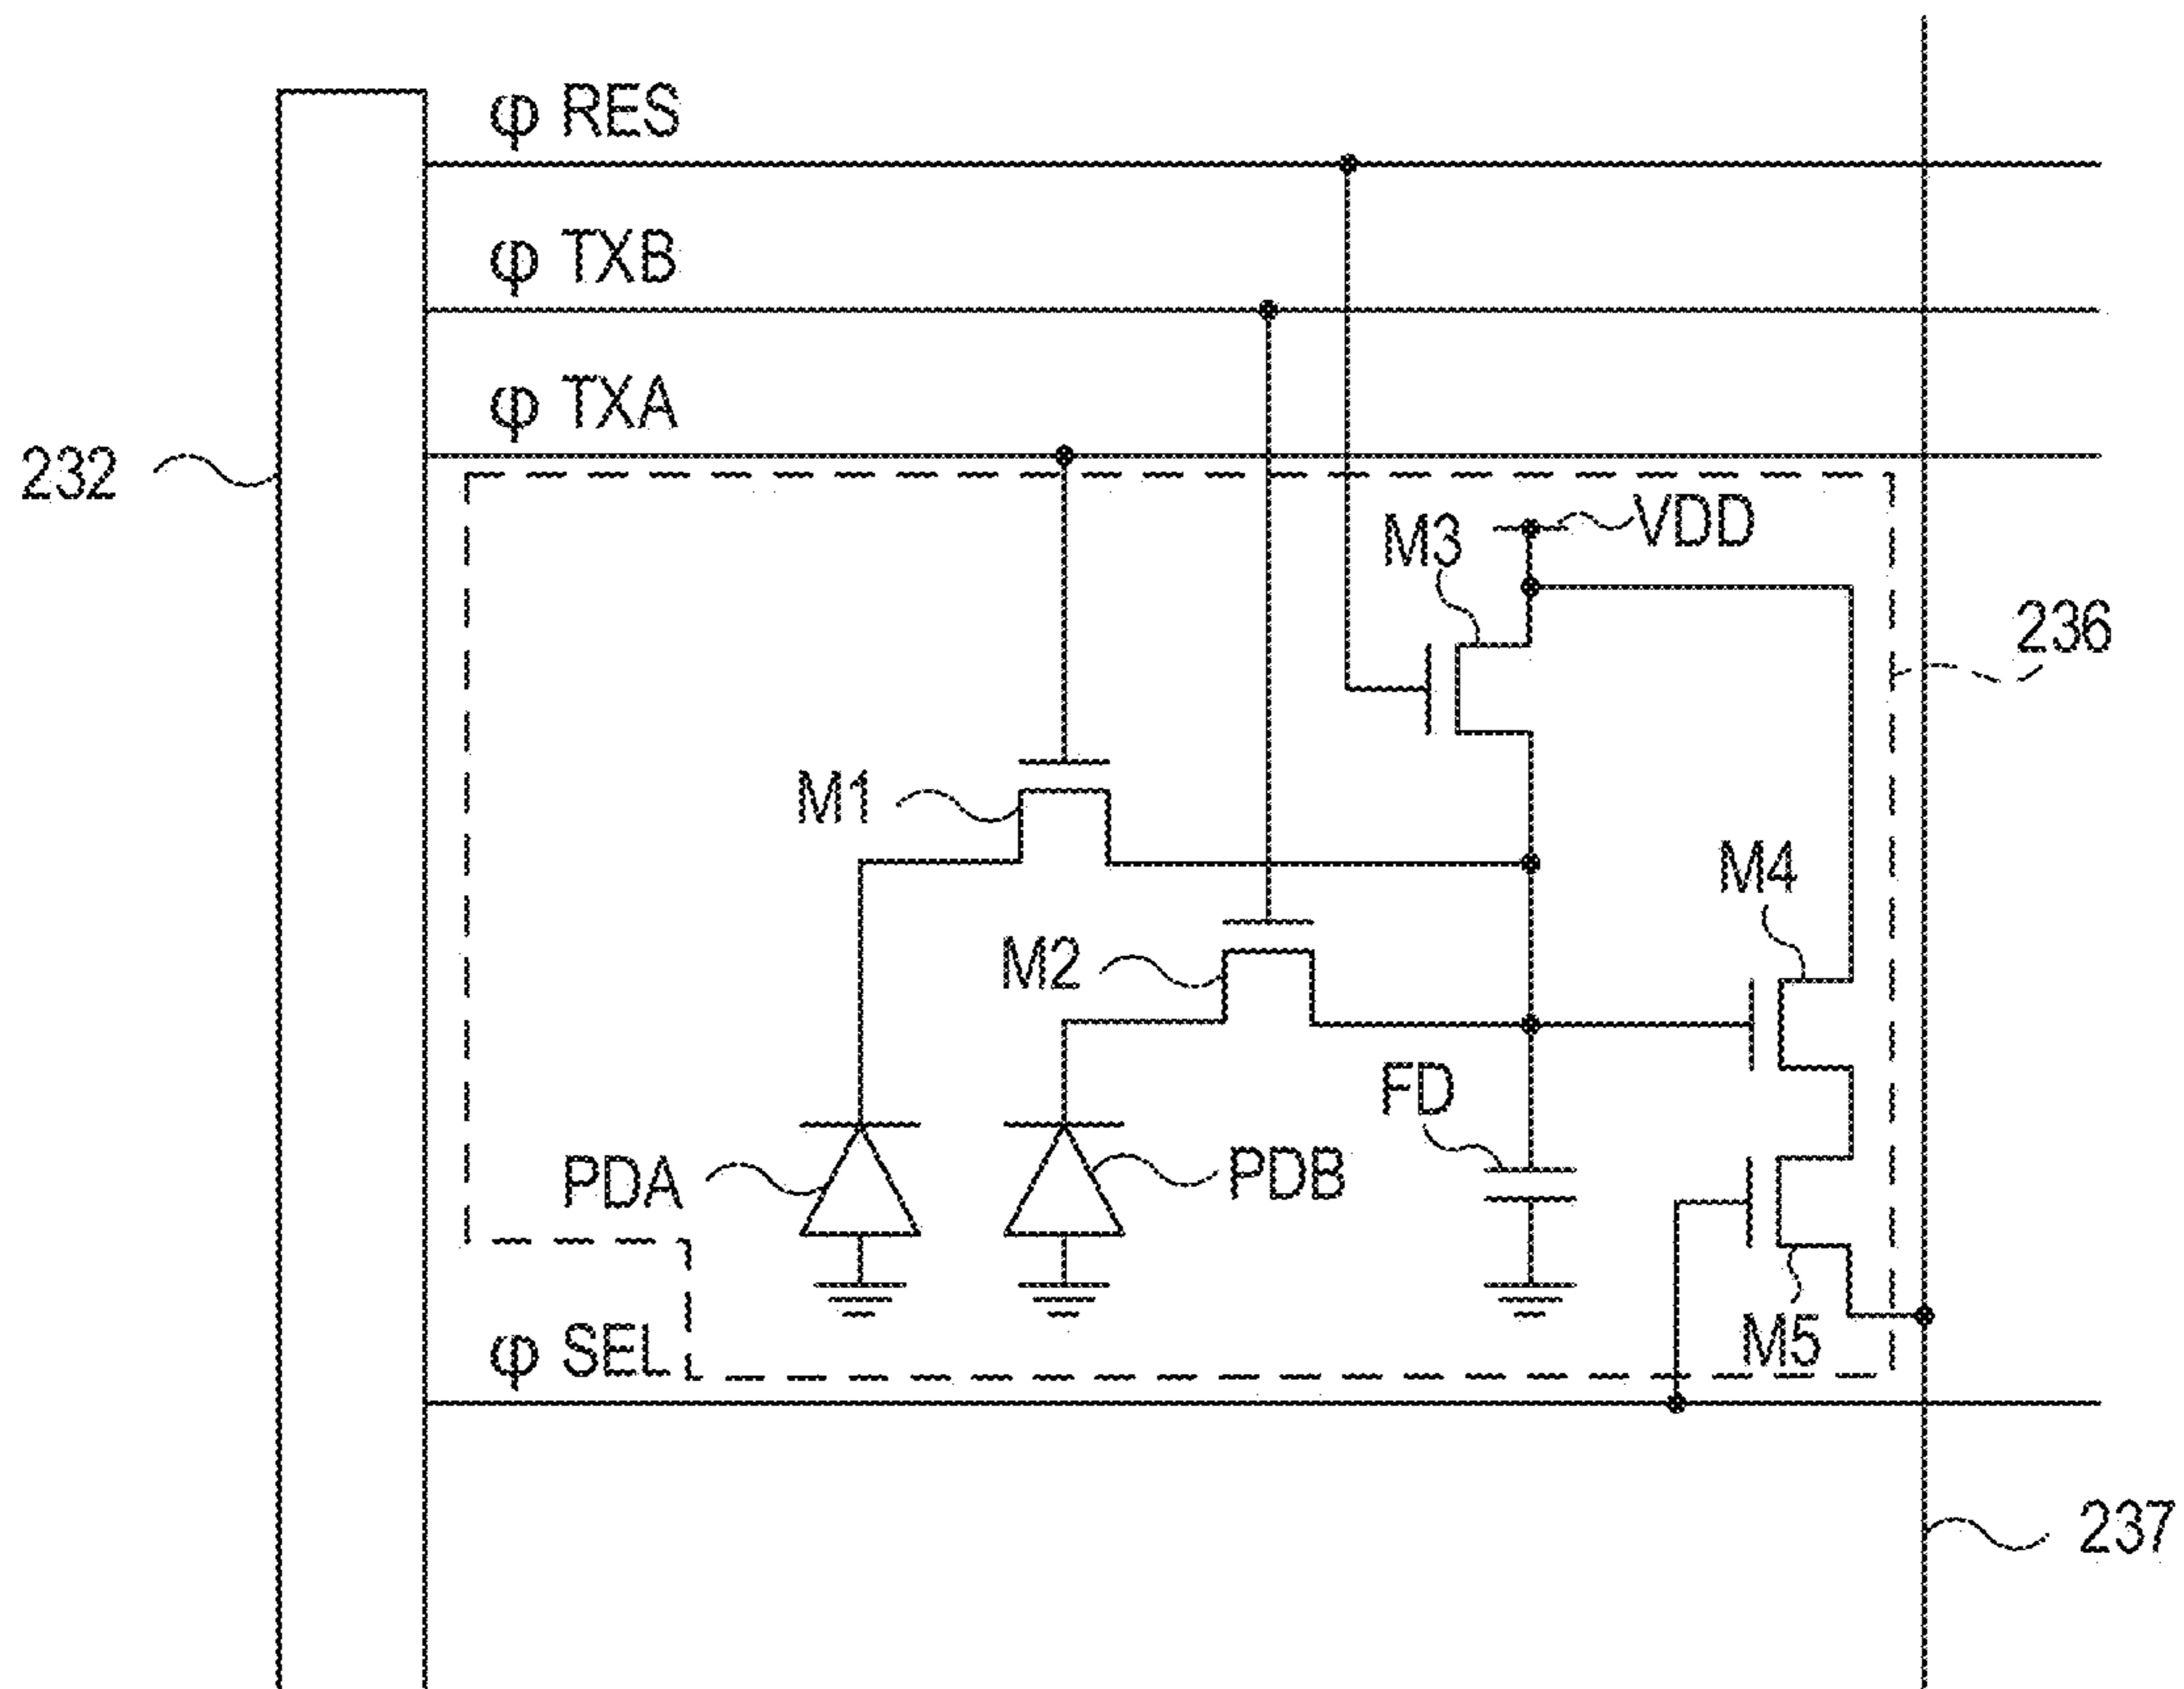 φ RES
φ TXB
φ TXA
232
VDD
M3
236
M1
M4
M2
FD
PDA
PDB
φ SEL
M5
237